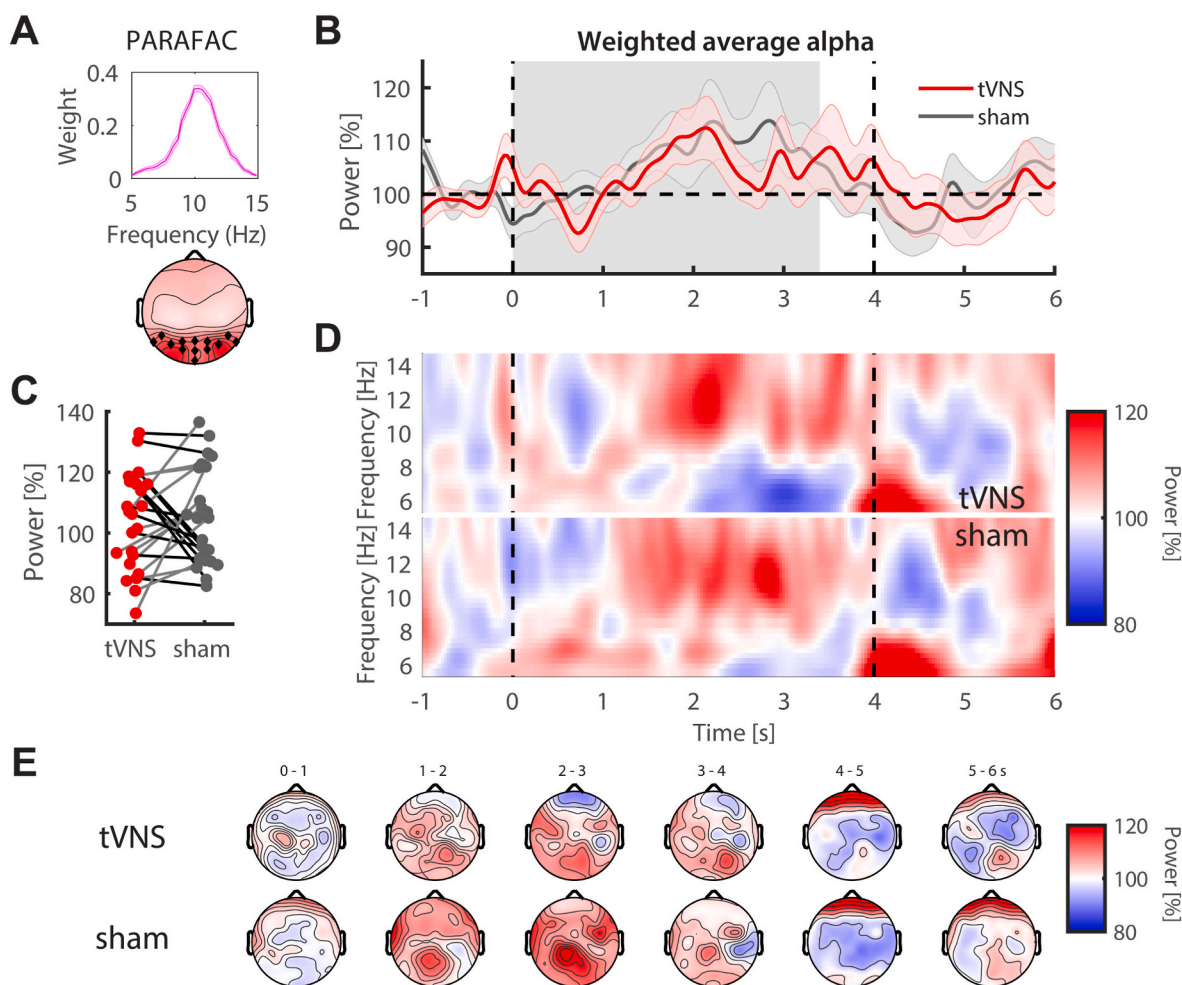 A
PARAFAC
Weight
0.4
0.2
0
5 10 15
Frequency (Hz)
B
Weighted average alpha
Power [%]
120
110
100
90
tVNS
sham
-1 0 1 2 3 4 5 6
C
Power [%]
140
120
100
80
tVNS sham
D
Frequency [Hz]
14
12
10
8
6
tVNS
Frequency [Hz]
14
12
10
8
6
sham
-1 0 1 2 3 4 5 6
Time [s]
120
100
80
Power [%]
E
0 - 1 1 - 2 2 - 3 3 - 4 4 - 5 5 - 6 s
tVNS
sham
120
100
80
Power [%]